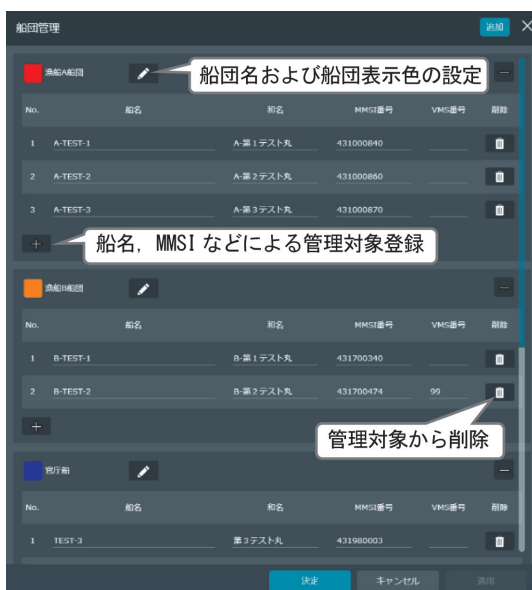 船団管理 追加
漁船A船団
船団名および船団表示色の設定
No. 船名 和名 MMSI番号 VMS番号 削除
1 A-TEST-1 A-第1テスト丸 431000840
2 A-TEST-2 A-第2テスト丸 431000860
3 A-TEST-3 A-第3テスト丸 431000870
船名, MMSI などによる管理対象登録
漁船B船団
No. 船名 和名 MMSI番号 VMS番号 削除
1 B-TEST-1 B-第1テスト丸 431700340
2 B-TEST-2 B-第2テスト丸 431700474 99
管理対象から削除
官庁船
No. 船名 和名 MMSI番号 VMS番号 削除
1 TEST-3 第3テスト丸 431980003
決定 キャンセル 適用